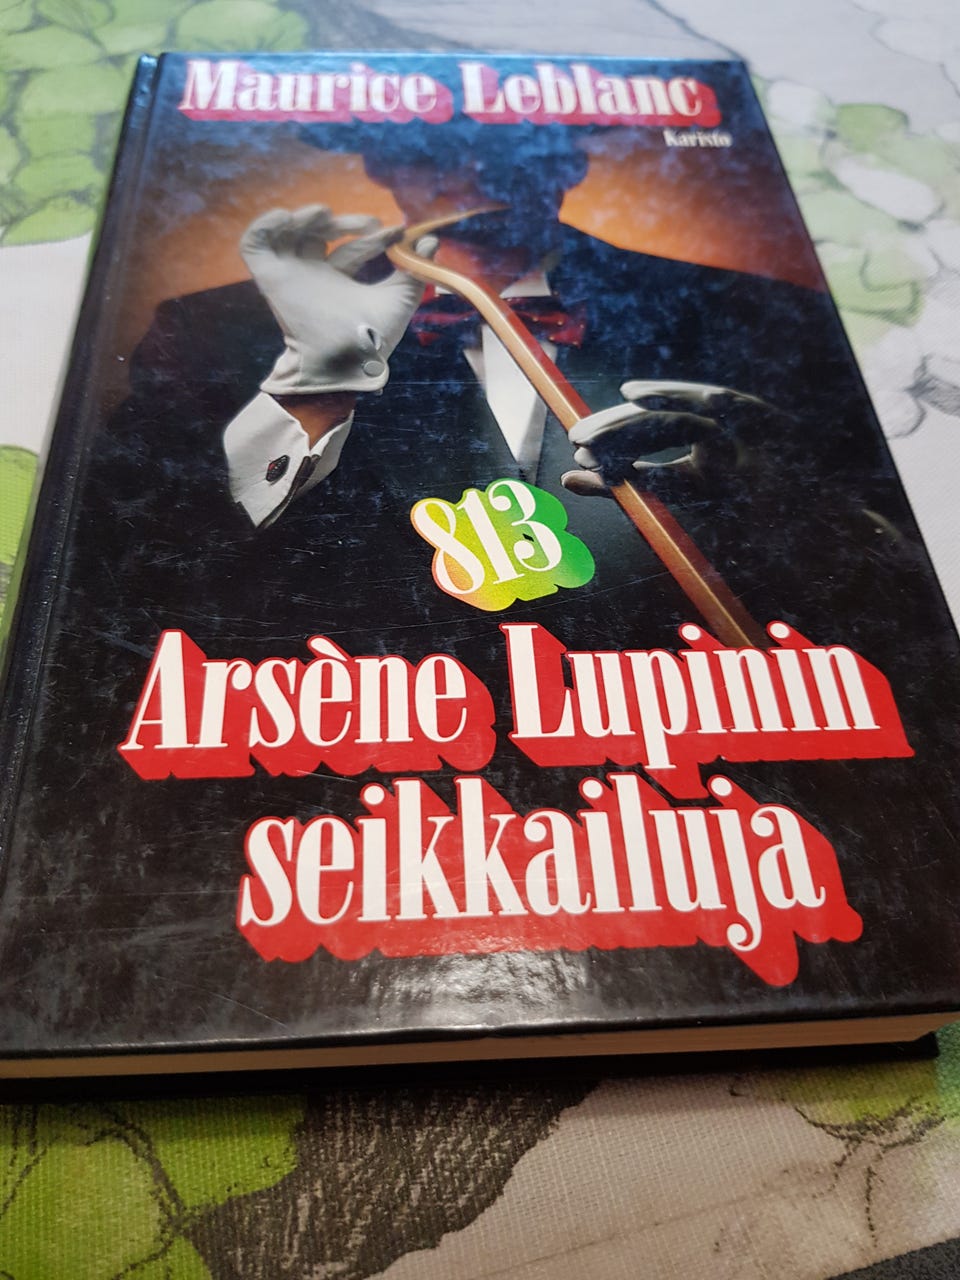 Maurice Leblanc
Karisto
813
Arsène Lupinin
seikkailuja